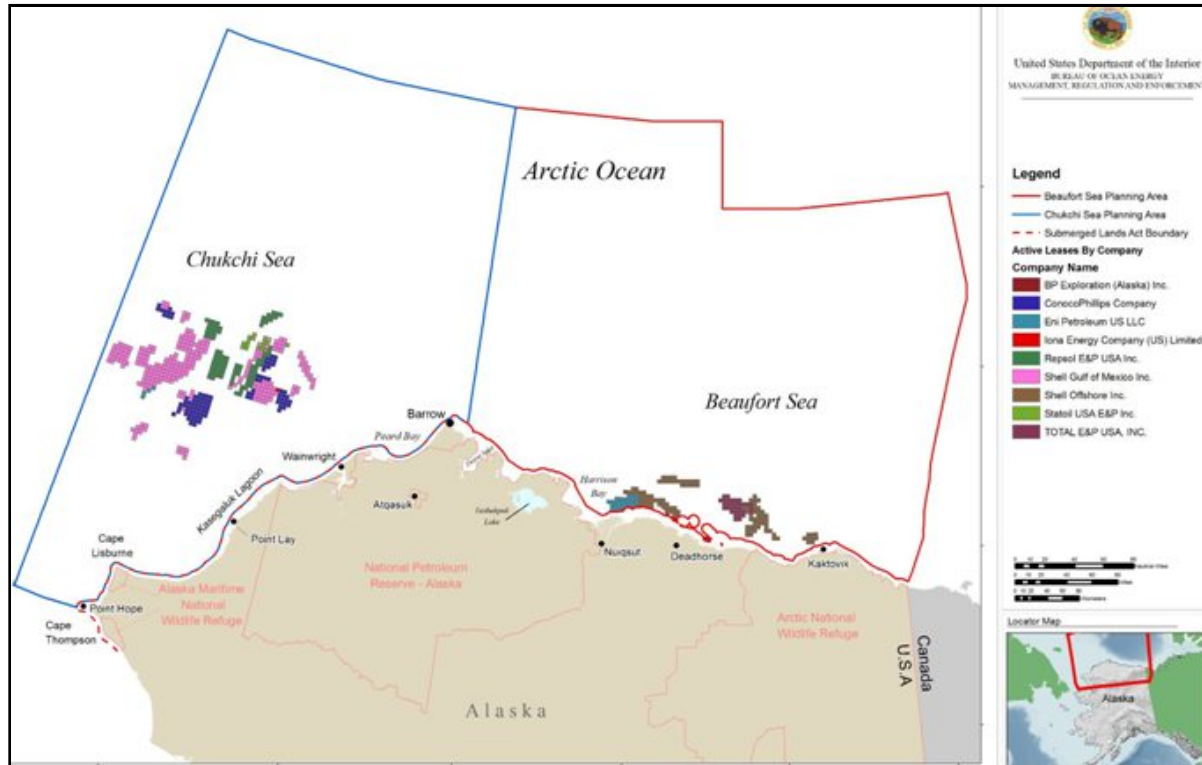 United States Department of the Interior
BUREAU OF OCEAN ENERGY
MANAGEMENT, REGULATION AND ENFORCEMENT
Legend
Beaufort Sea Planning Area
Chukchi Sea Planning Area
Submerged Lands Act Boundary
Active Leases By Company
Company Name
BP Exploration (Alaska) Inc.
ConocoPhillips Company
Eni Petroleum US LLC
Iona Energy Company (US) Limited
Repsol E&P USA Inc.
Shell Gulf of Mexico Inc.
Shell Offshore Inc.
Statoil USA E&P Inc.
TOTAL E&P USA, INC.
Nautical Miles
Miles
Kilometers
Locator Map
Alaska
Arctic Ocean
Chukchi Sea
Beaufort Sea
Barrow
Peard Bay
Wainwright
Kasegaluk Lagoon
Atqasuk
Harrison
Bay
Teshekpuk
Lake
Point Lay
Cape
Lisburne
Nuiqsut
Deadhorse
Kaktovik
National Petroleum
Reserve - Alaska
Alaska Maritime
National
Wildlife Refuge
Point Hope
Cape
Thompson
Arctic National
Wildlife Refuge
Canada
U.S.A
Alaska